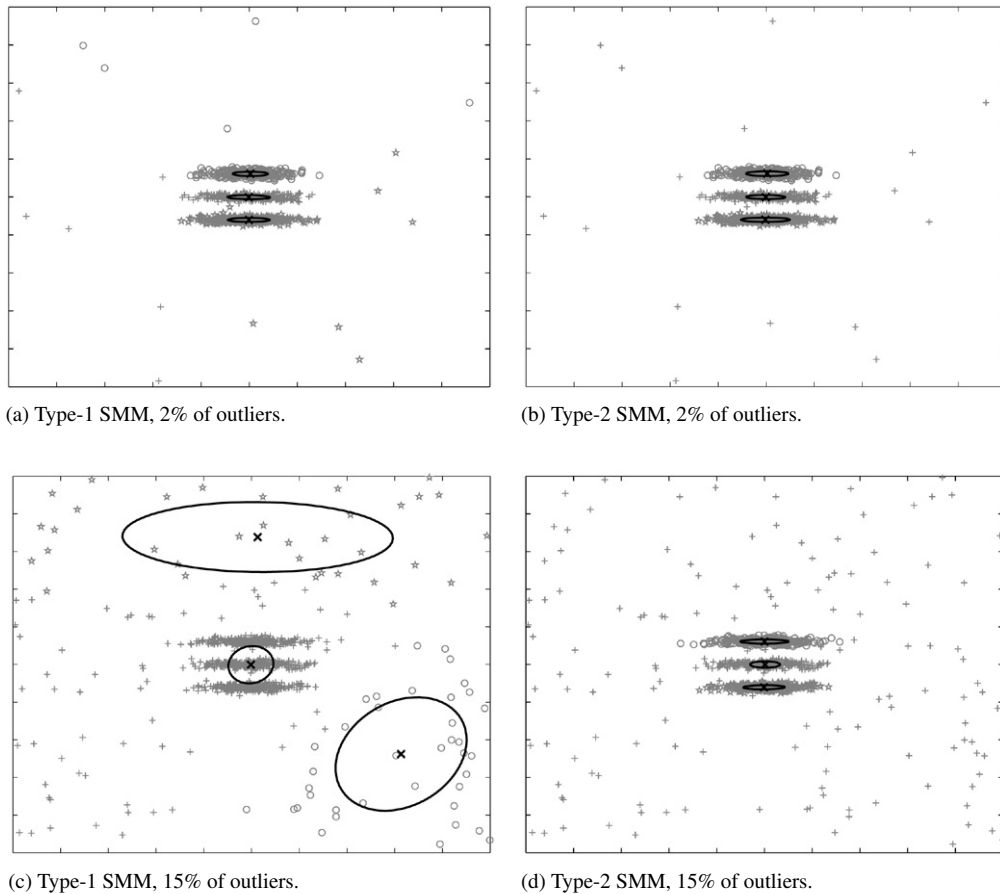 (a) Type-1 SMM, 2% of outliers.
(b) Type-2 SMM, 2% of outliers.
(c) Type-1 SMM, 15% of outliers.
(d) Type-2 SMM, 15% of outliers.